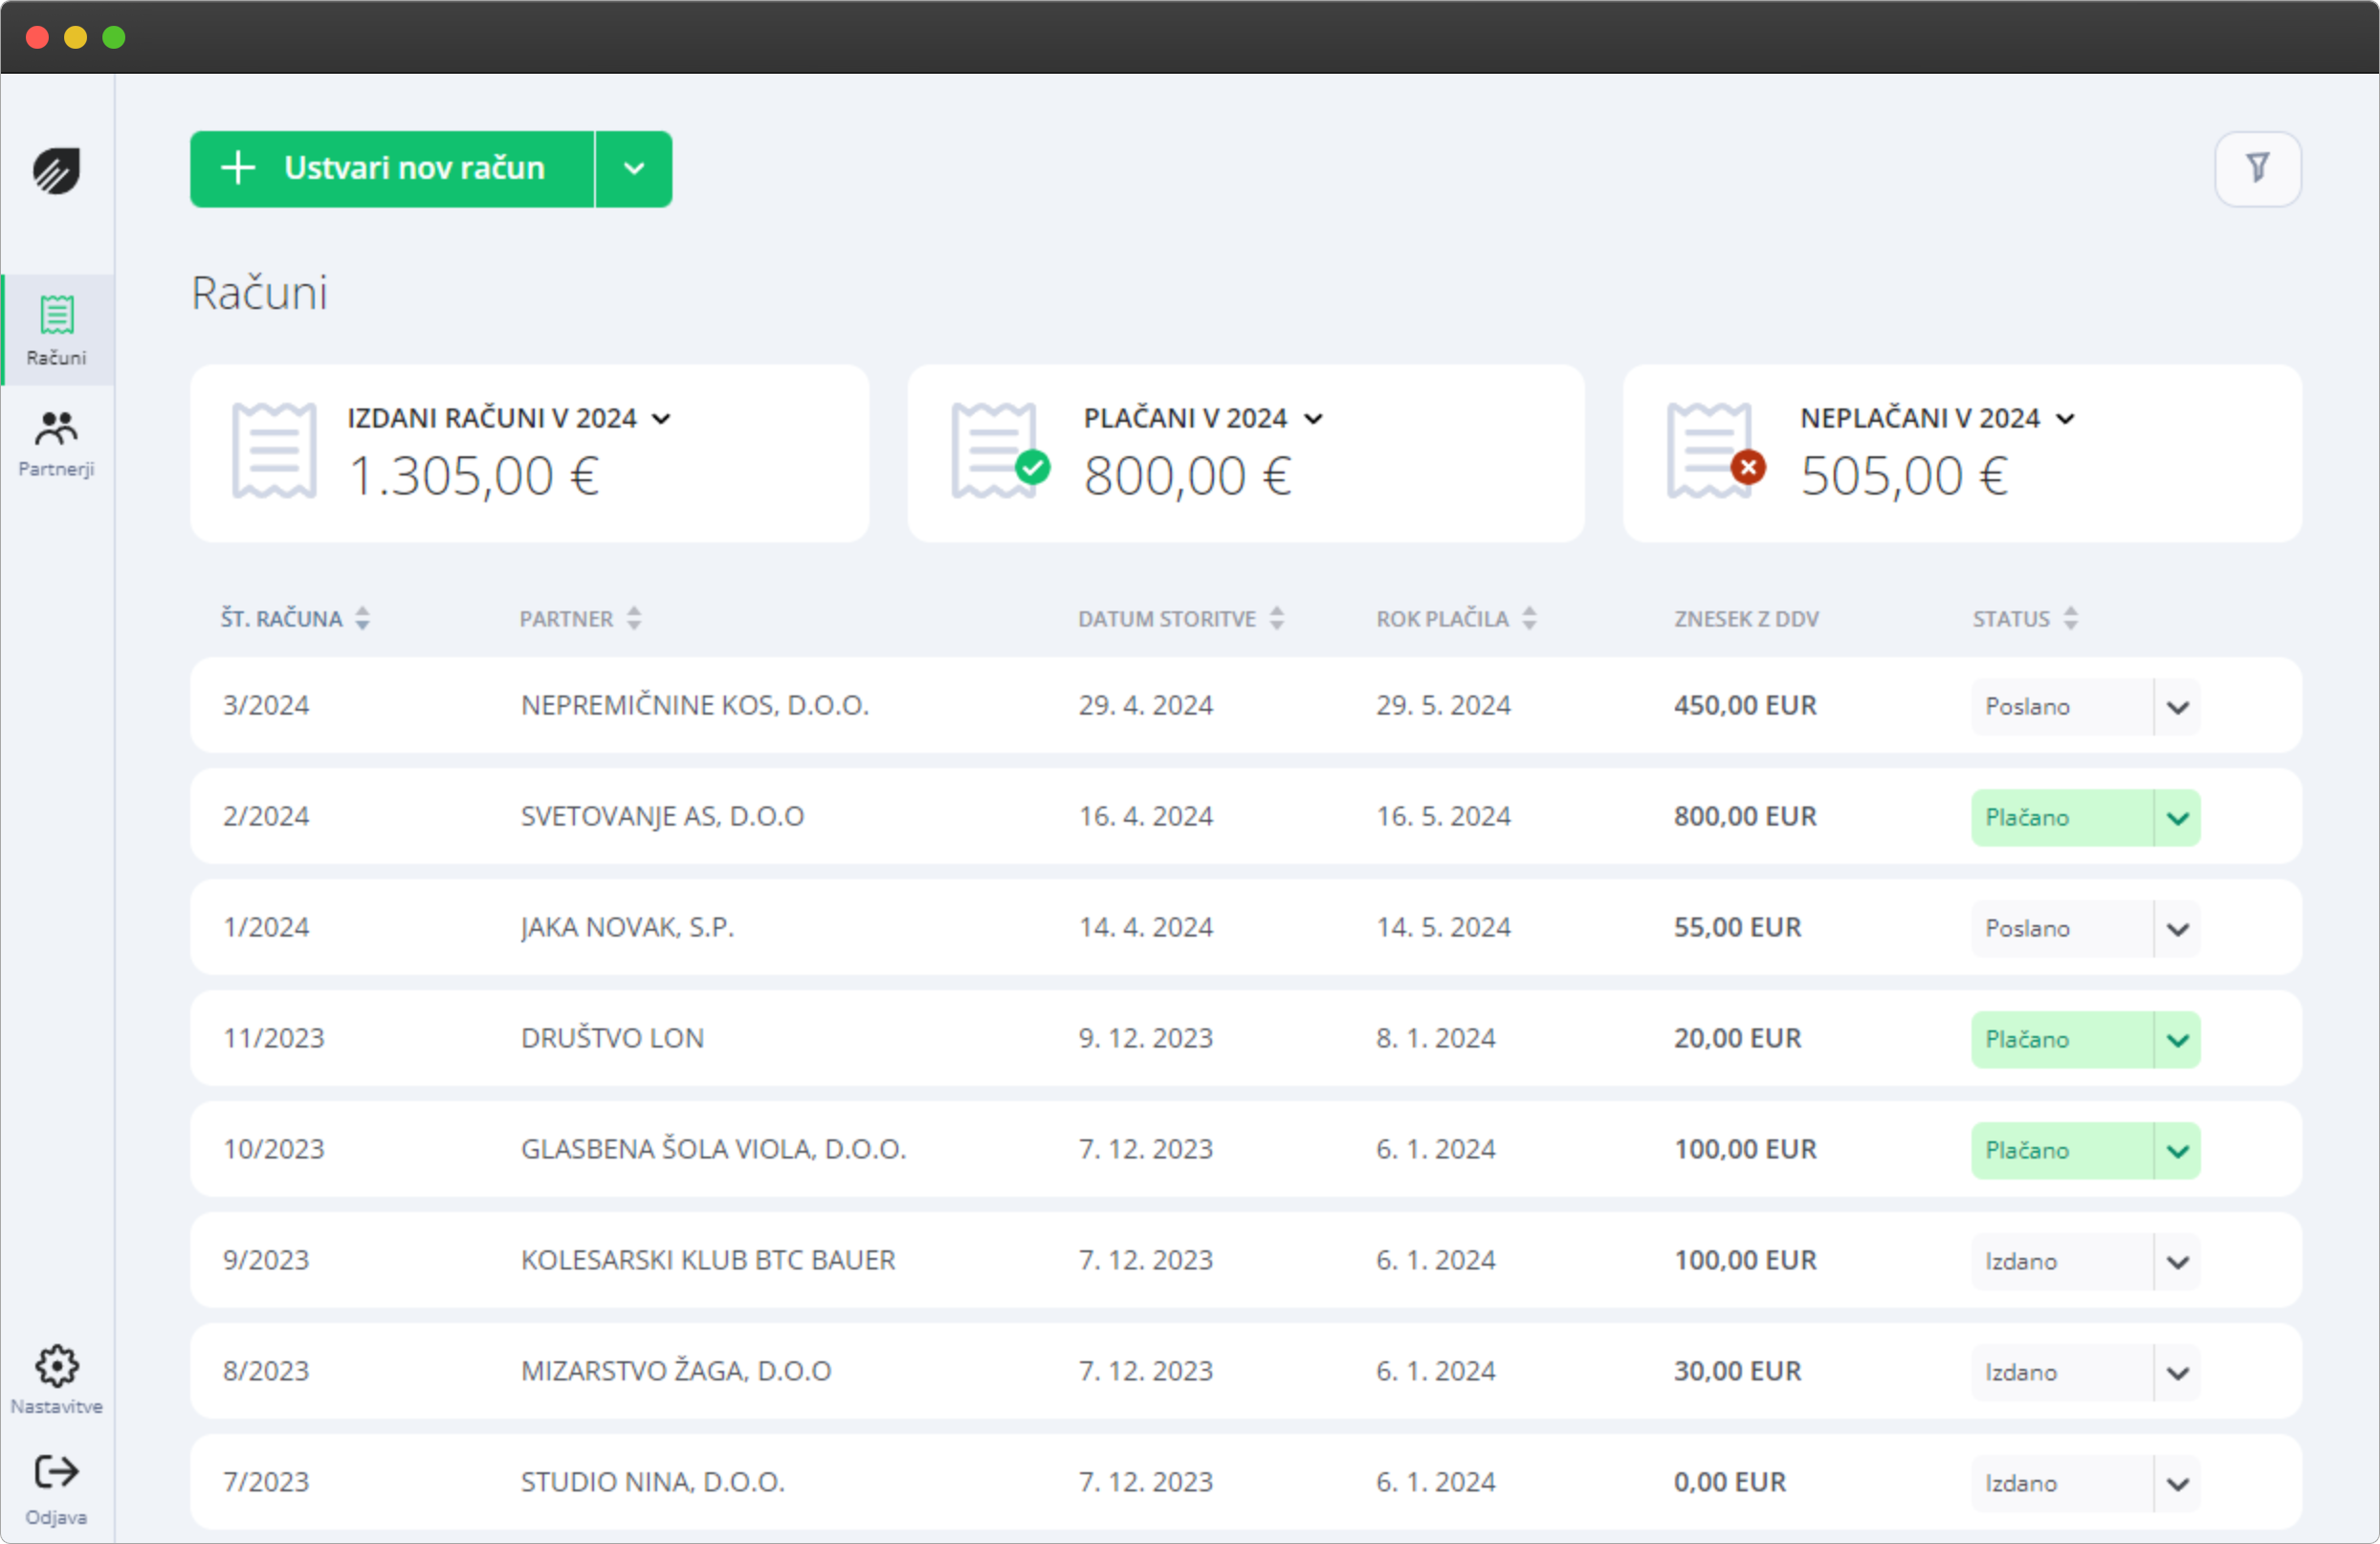 Ustvari nov račun
Računi
Računi
Partnerji
IZDANI RAČUNI V 2024
1.305,00 €
PLAČANI V 2024
800,00 €
NEPLAČANI V 2024
505,00 €
ŠT. RAČUNA PARTNER DATUM STORITVE ROK PLAČILA ZNESEK Z DDV STATUS
3/2024 NEPREMIČNINE KOS, D.O.O. 29. 4. 2024 29. 5. 2024 450,00 EUR Poslano
2/2024 SVETOVANJE AS, D.O.O 16. 4. 2024 16. 5. 2024 800,00 EUR Plačano
1/2024 JAKA NOVAK, S.P. 14. 4. 2024 14. 5. 2024 55,00 EUR Poslano
11/2023 DRUŠTVO LON 9. 12. 2023 8. 1. 2024 20,00 EUR Plačano
10/2023 GLASBENA ŠOLA VIOLA, D.O.O. 7. 12. 2023 6. 1. 2024 100,00 EUR Plačano
9/2023 KOLESARSKI KLUB BTC BAUER 7. 12. 2023 6. 1. 2024 100,00 EUR Izdano
8/2023 MIZARSTVO ŽAGA, D.O.O 7. 12. 2023 6. 1. 2024 30,00 EUR Izdano
7/2023 STUDIO NINA, D.O.O. 7. 12. 2023 6. 1. 2024 0,00 EUR Izdano
Nastavitve
Odjava